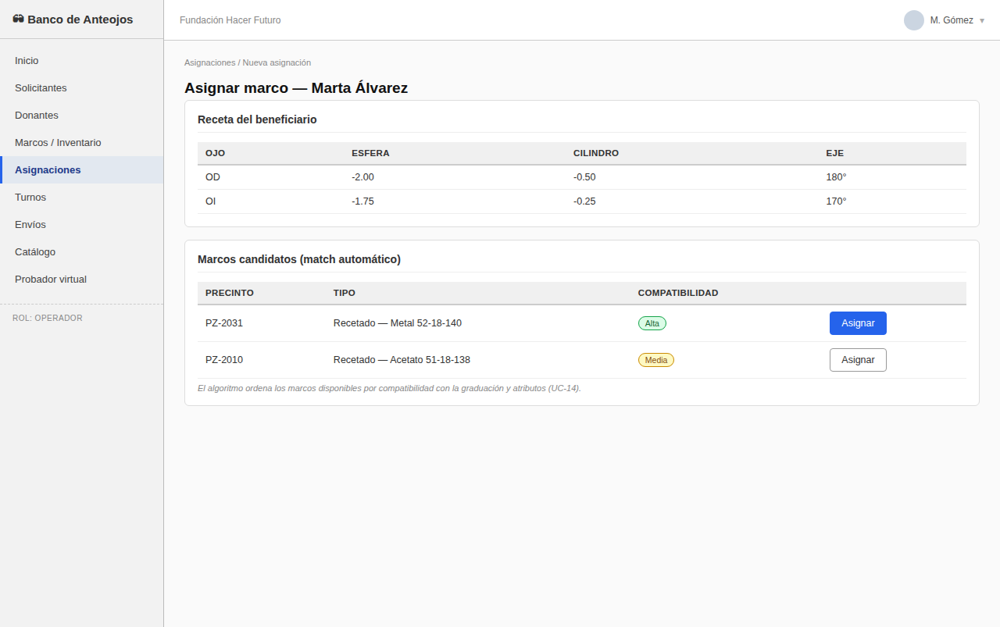 🕶 Banco de Anteojos
Fundación Hacer Futuro
M. Gómez ▾
Inicio
Solicitantes
Donantes
Marcos / Inventario
Asignaciones
Turnos
Envíos
Catálogo
Probador virtual
ROL: OPERADOR
Asignaciones / Nueva asignación
Asignar marco — Marta Álvarez
Receta del beneficiario
OJO ESFERA CILINDRO EJE
OD -2.00 -0.50 180°
OI -1.75 -0.25 170°
Marcos candidatos (match automático)
PRECINTO TIPO COMPATIBILIDAD
PZ-2031 Recetado — Metal 52-18-140 Alta Asignar
PZ-2010 Recetado — Acetato 51-18-138 Media Asignar
El algoritmo ordena los marcos disponibles por compatibilidad con la graduación y atributos (UC-14).